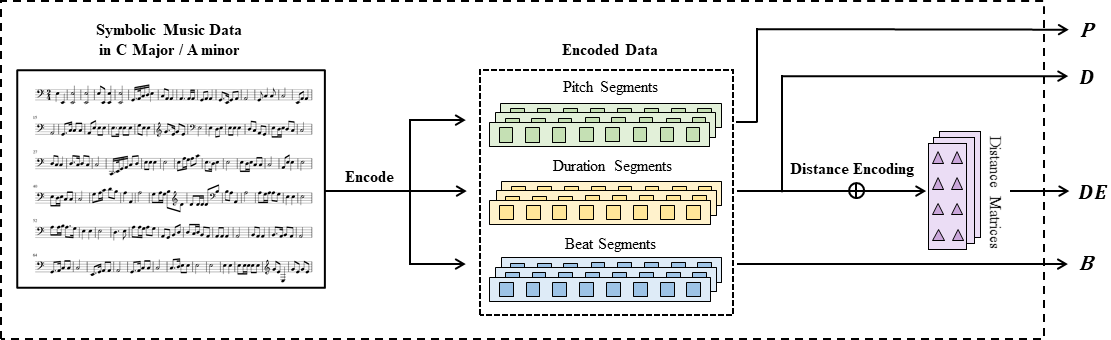 Symbolic Music Data
in C Major / A minor
Encode
Encoded Data
Pitch Segments
Duration Segments
Beat Segments
Distance Encoding
Distance Matrices
P
D
DE
B